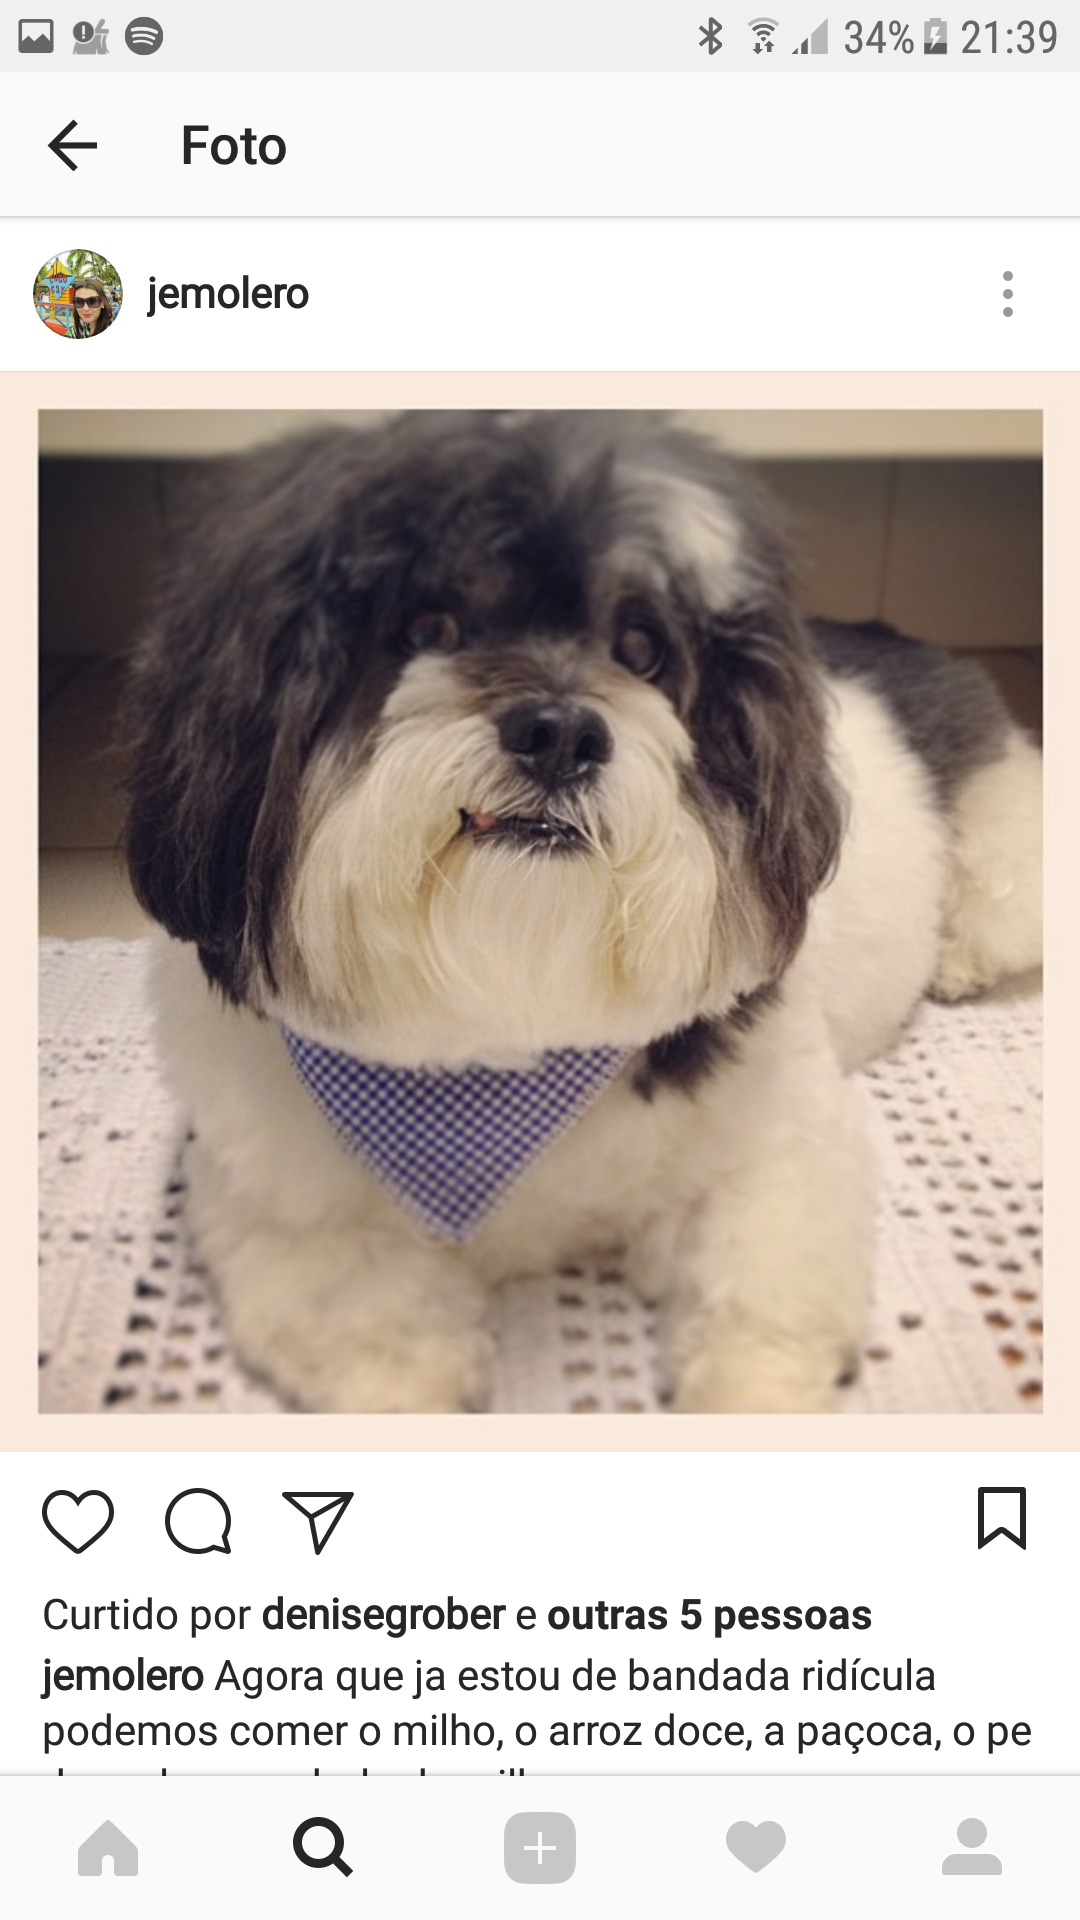 34% 21:39
Foto
jemolero
Curtido por denisegrober e outras 5 pessoas
jemolero Agora que ja estou de bandada ridícula
podemos comer o milho, o arroz doce, a paçoca, o pe